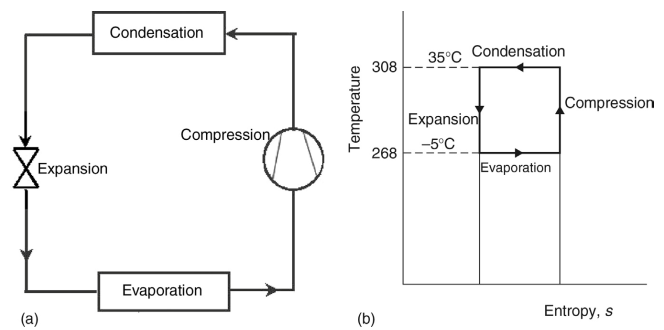 Condensation
Compression
Expansion
Evaporation
(a)
Temperature
308
35°C
Condensation
Expansion
Compression
–5°C
268
Evaporation
Entropy, s
(b)